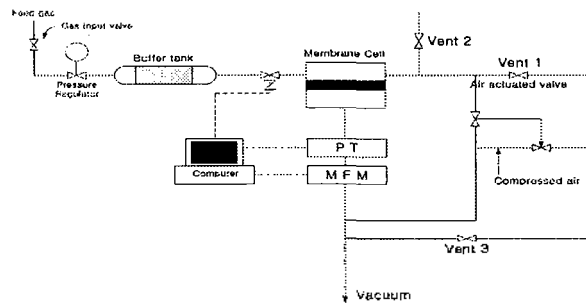 Feed gas
Gas input valve
Vent 2
Membrane Cell
Buffer tank
Vent 1
Pressure
Regulator
Air actuated valve
P T
M F M
Computer
Compressed air
Vent 3
Vacuum